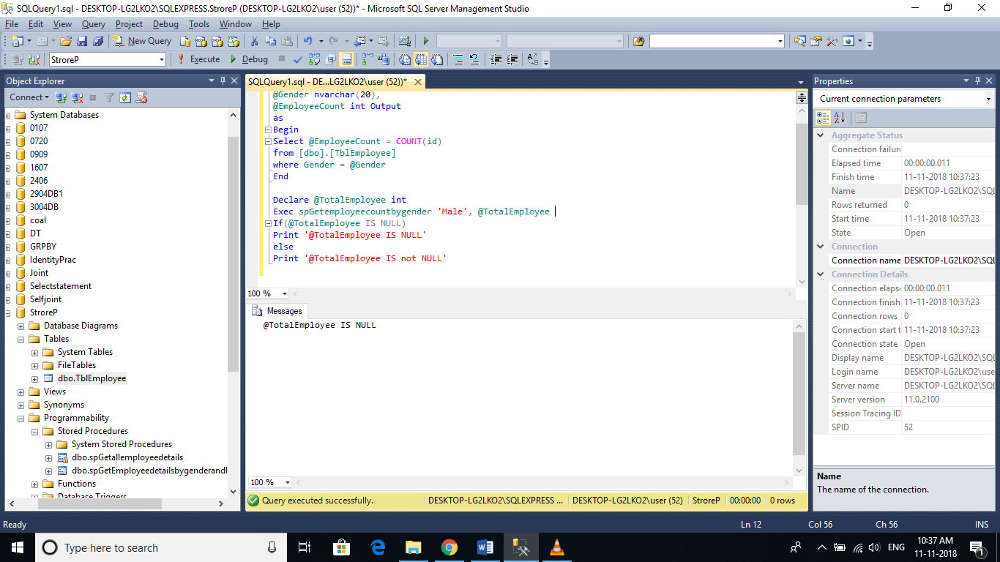 SQLQuery1.sql - DESKTOP-LG2LKO2\SQLEXPRESS.StroreP (DESKTOP-LG2LKO2\user (52))* - Microsoft SQL Server Management Studio
File Edit View Query Project Debug Tools Window Help
New Query
StroreP
Execute Debug
Object Explorer
Connect
System Databases
0107
0720
0909
1607
2406
2904DB1
3004DB
coal
DT
GRPBY
IdentityPrac
Joint
Selectstatement
Selfjoint
StroreP
Database Diagrams
Tables
System Tables
FileTables
dbo.TblEmployee
Views
Synonyms
Programmability
Stored Procedures
System Stored Procedures
dbo.spGetallemployeedetails
dbo.spGetEmployeedetailsbygenderand
Functions
Database Triggers
SQLQuery1.sql - DE...LG2LKO2\user (52))*
@Gender nvarchar(20),
@EmployeeCount int Output
as
Begin
Select @EmployeeCount = COUNT(id)
from [dbo].[TblEmployee]
where Gender = @Gender
End
Declare @TotalEmployee int
Exec spGetemployeecountbygender 'Male', @TotalEmployee
If(@TotalEmployee IS NULL)
Print '@TotalEmployee IS NULL'
else
Print '@TotalEmployee IS not NULL'
100 %
Messages
@TotalEmployee IS NULL
100 %
Query executed successfully. DESKTOP-LG2LKO2\SQLEXPRESS ... DESKTOP-LG2LKO2\user (52) StroreP 00:00:00 0 rows
Properties
Current connection parameters
Aggregate Status
Connection failure
Elapsed time 00:00:00.011
Finish time 11-11-2018 10:37:23
Name DESKTOP-LG2LKO2\SQL
Rows returned 0
Start time 11-11-2018 10:37:23
State Open
Connection
Connection name DESKTOP-LG2LKO2\SQL
Connection Details
Connection elapse 00:00:00.011
Connection finish 11-11-2018 10:37:23
Connection rows 0
Connection start t 11-11-2018 10:37:23
Connection state Open
Display name DESKTOP-LG2LKO2\SQL
Login name DESKTOP-LG2LKO2\use
Server name DESKTOP-LG2LKO2\SQL
Server version 11.0.2100
Session Tracing ID
SPID 52
Name
The name of the connection.
Ready Ln 12 Col 56 Ch 56 INS
Type here to search
ENG
10:37 AM
11-11-2018
1